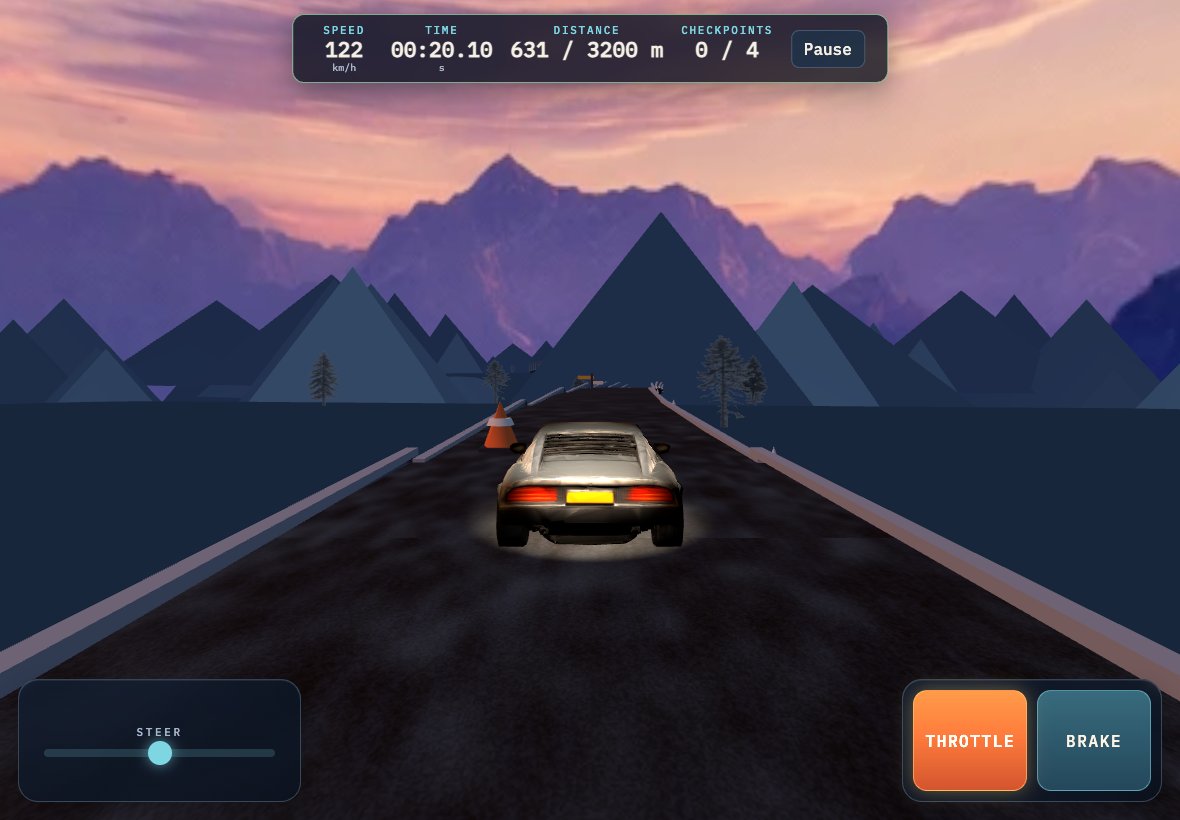 SPEED
122
km/h
TIME
00:20.10
s
DISTANCE
631 / 3200 m
CHECKPOINTS
0 / 4
Pause
STEER
THROTTLE
BRAKE